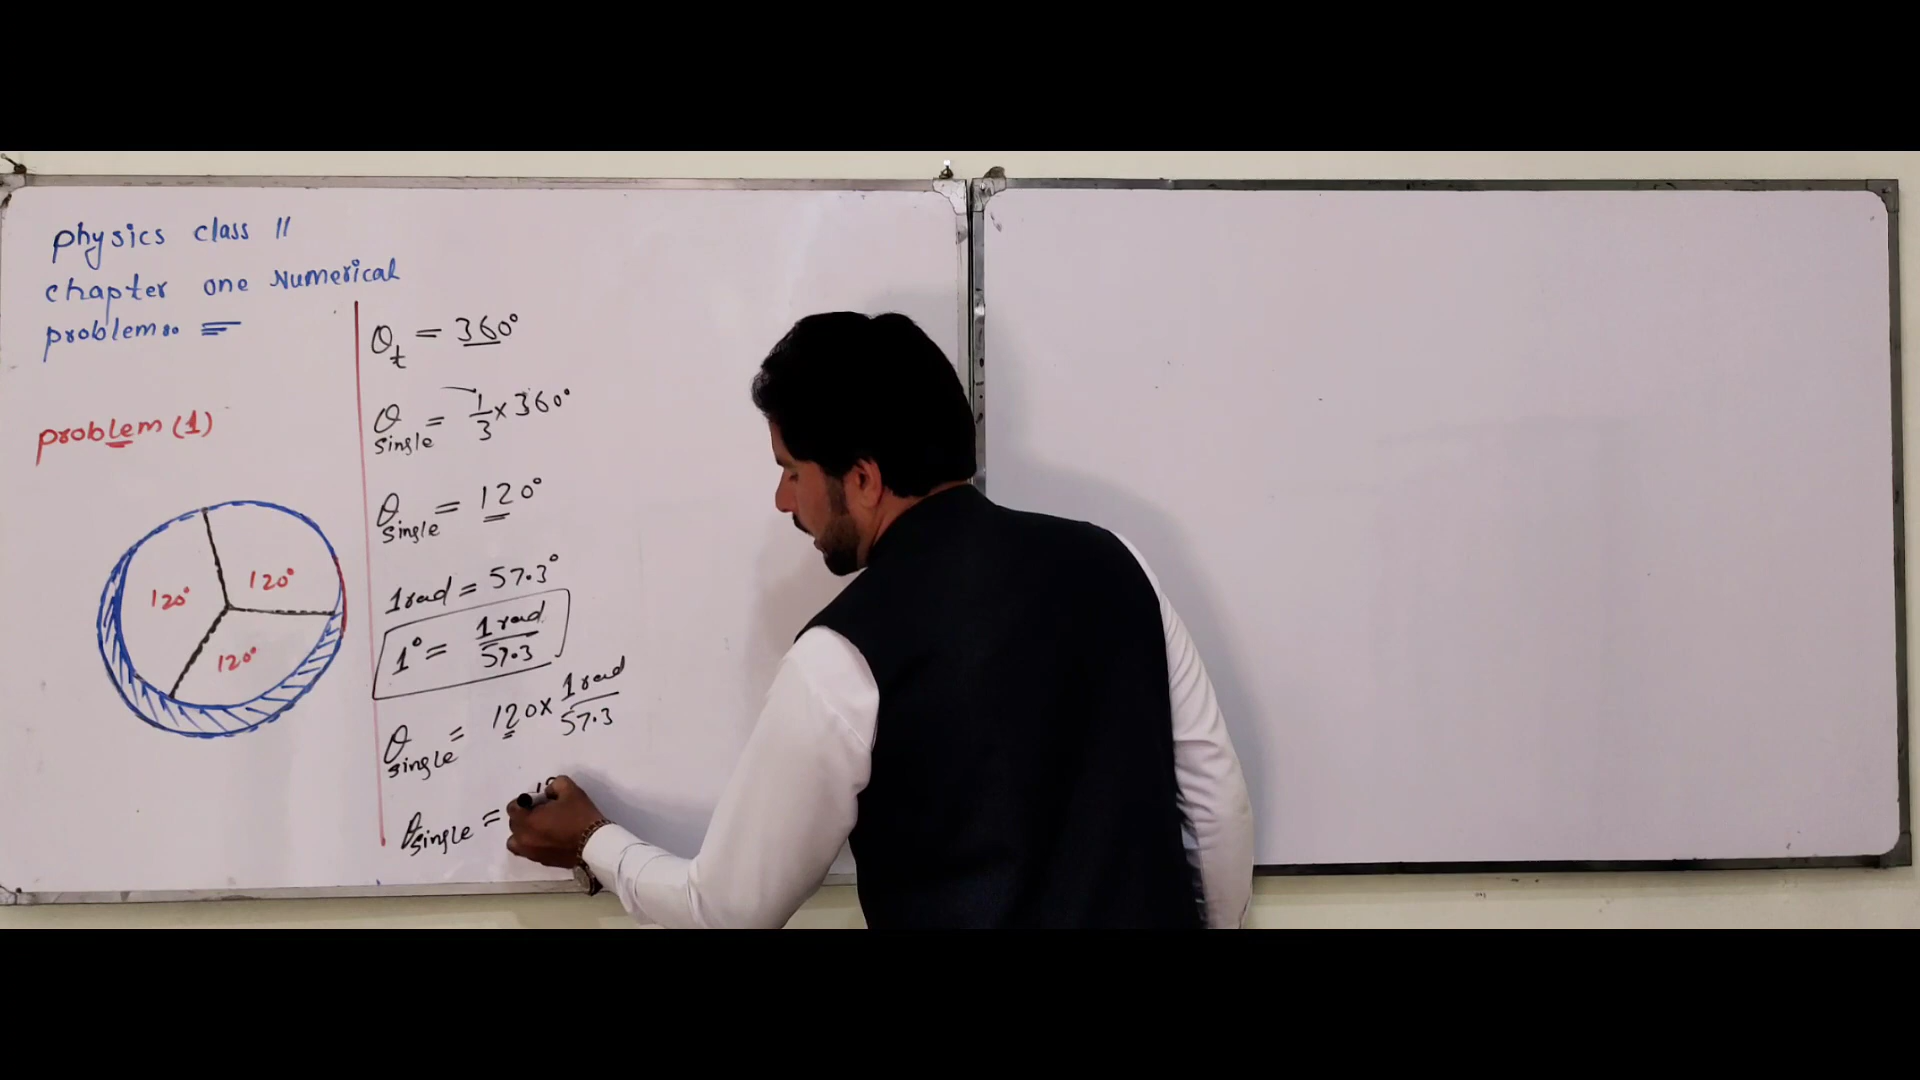 physics class 11
chapter one Numerical
problems:
problem (1)
120°
120°
120°
θt = 360°
θsingle = 1/3 × 360°
θsingle = 120°
1rad = 57.3°
1° = 1rad/57.3
θsingle = 120 × 1rad/57.3
θsingle =